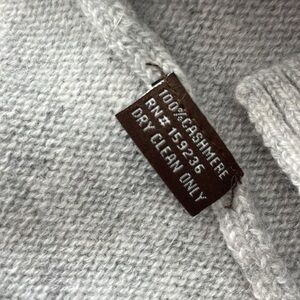 100% CASHMERE
RN# 159236
DRY CLEAN ONLY